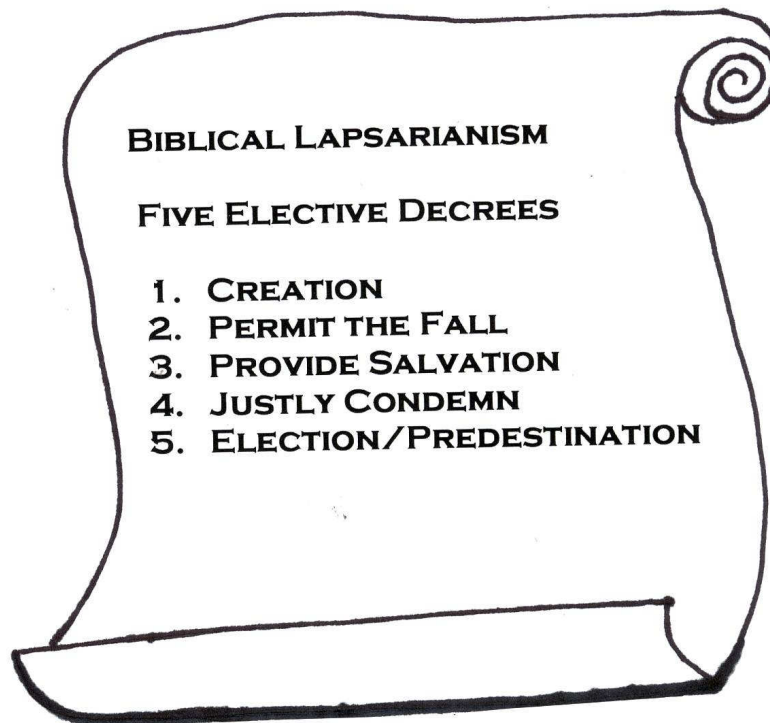 BIBLICAL LAPSARIANISM
FIVE ELECTIVE DECREES
1. CREATION
2. PERMIT THE FALL
3. PROVIDE SALVATION
4. JUSTLY CONDEMN
5. ELECTION/PREDESTINATION